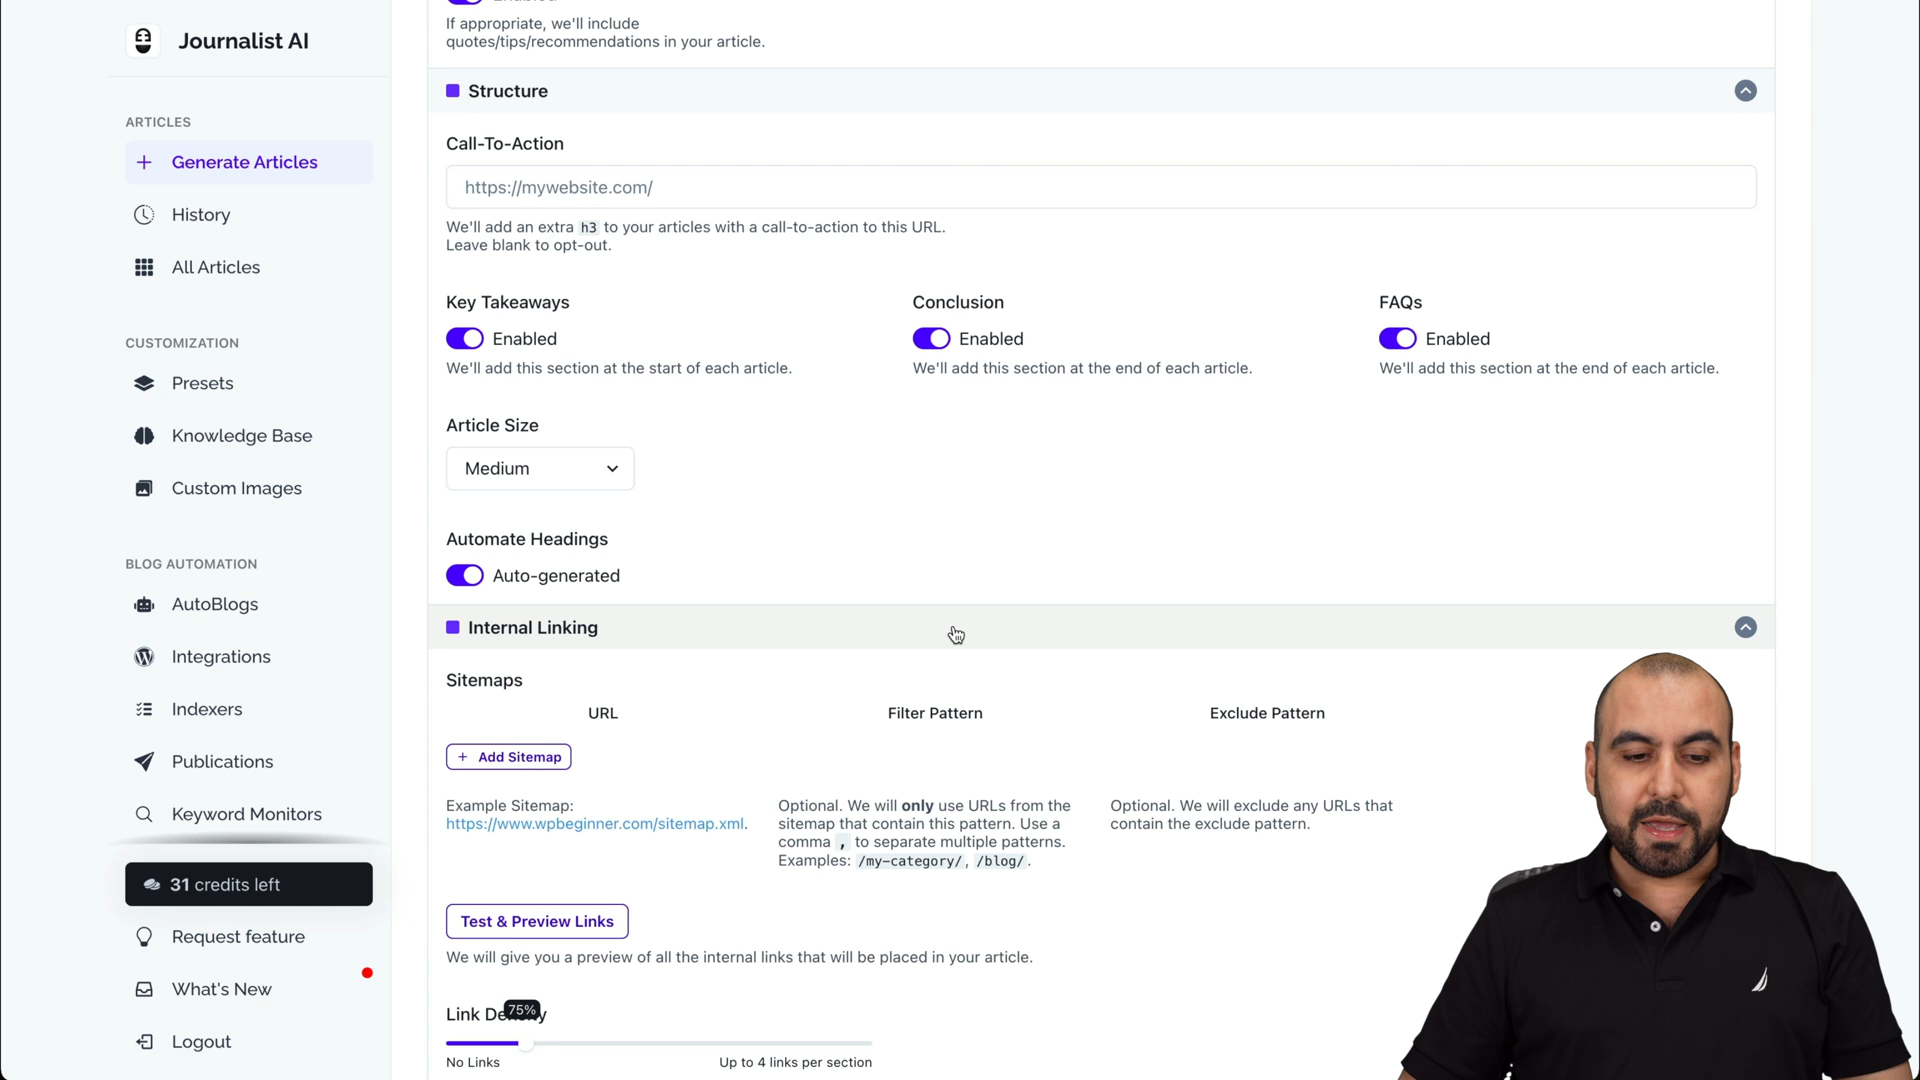 Journalist AI
ARTICLES
Generate Articles
History
All Articles
CUSTOMIZATION
Presets
Knowledge Base
Custom Images
BLOG AUTOMATION
AutoBlogs
Integrations
Indexers
Publications
Keyword Monitors
31 credits left
Request feature
What's New
Logout
If appropriate, we'll include
quotes/tips/recommendations in your article.
Structure
Call-To-Action
https://mywebsite.com/
We'll add an extra h3 to your articles with a call-to-action to this URL.
Leave blank to opt-out.
Key Takeaways
Enabled
We'll add this section at the start of each article.
Conclusion
Enabled
We'll add this section at the end of each article.
FAQs
Enabled
We'll add this section at the end of each article.
Article Size
Medium
Automate Headings
Auto-generated
Internal Linking
Sitemaps
URL
Filter Pattern
Exclude Pattern
+ Add Sitemap
Example Sitemap:
https://www.wpbeginner.com/sitemap.xml.
Optional. We will only use URLs from the
sitemap that contain this pattern. Use a
comma , to separate multiple patterns.
Examples: /my-category/, /blog/.
Optional. We will exclude any URLs that
contain the exclude pattern.
Test & Preview Links
We will give you a preview of all the internal links that will be placed in your article.
Link
75%
No Links
Up to 4 links per section